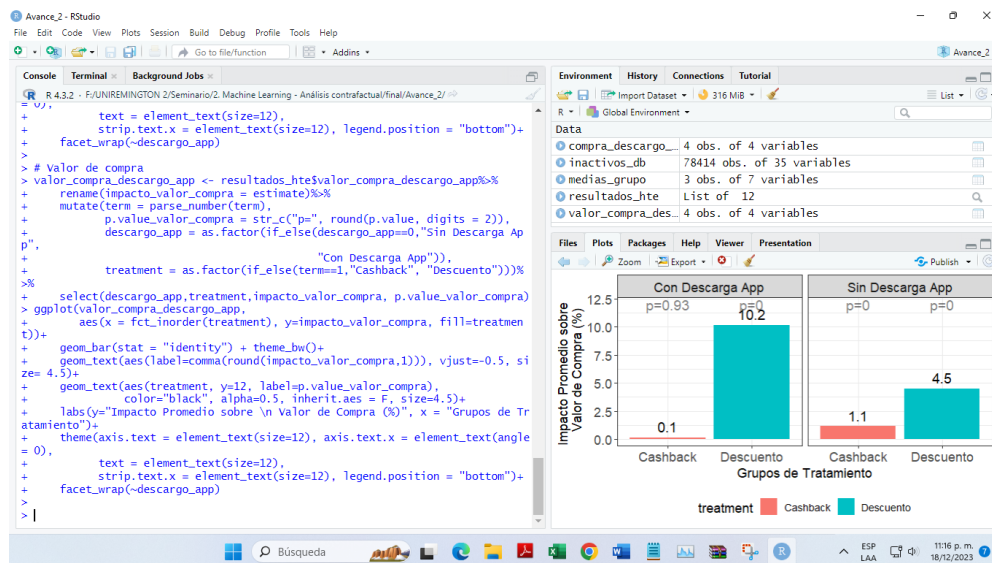 Avance_2 - RStudio
File Edit Code View Plots Session Build Debug Profile Tools Help
Go to file/function
Addins
Avance_2
Console Terminal Background Jobs
R 4.3.2 · F:/UNIREMINGTON 2/Seminario/2. Machine Learning - Análisis contrafactual/final/Avance_2/
= 0),
+ text = element_text(size=12),
+ strip.text.x = element_text(size=12), legend.position = "bottom")+
+ facet_wrap(~descargo_app)
>
> # Valor de compra
> valor_compra_descargo_app <- resultados_hte$valor_compra_descargo_app%>%
+ rename(impacto_valor_compra = estimate)%>%
+ mutate(term = parse_number(term),
+ p.value_valor_compra = str_c("p=", round(p.value, digits = 2)),
+ descargo_app = as.factor(if_else(descargo_app==0,"Sin Descarga Ap
p",
+ "Con Descarga App")),
+ treatment = as.factor(if_else(term==1,"Cashback", "Descuento")))%
>%
+ select(descargo_app,treatment,impacto_valor_compra, p.value_valor_compra)
> ggplot(valor_compra_descargo_app,
+ aes(x = fct_inorder(treatment), y=impacto_valor_compra, fill=treatmen
t))+
+ geom_bar(stat = "identity") + theme_bw()+
+ geom_text(aes(label=comma(round(impacto_valor_compra,1))), vjust=-0.5, si
ze= 4.5)+
+ geom_text(aes(treatment, y=12, label=p.value_valor_compra),
+ color="black", alpha=0.5, inherit.aes = F, size=4.5)+
+ labs(y="Impacto Promedio sobre \n Valor de Compra (%)", x = "Grupos de Tr
atamiento")+
+ theme(axis.text = element_text(size=12), axis.text.x = element_text(angle
= 0),
+ text = element_text(size=12),
+ strip.text.x = element_text(size=12), legend.position = "bottom")+
+ facet_wrap(~descargo_app)
>
>
Environment History Connections Tutorial
Import Dataset 316 MiB List
R Global Environment
Data
compra_descargo_… 4 obs. of 4 variables
inactivos_db 78414 obs. of 35 variables
medias_grupo 3 obs. of 7 variables
resultados_hte List of 12
valor_compra_des… 4 obs. of 4 variables
Files Plots Packages Help Viewer Presentation
Zoom Export Publish
Con Descarga App Sin Descarga App
p=0.93 p=0 p=0 p=0
10.2
4.5
1.1
0.1
12.5
10.0
7.5
5.0
2.5
0.0
Impacto Promedio sobre
Valor de Compra (%)
Cashback Descuento Cashback Descuento
Grupos de Tratamiento
treatment Cashback Descuento
Búsqueda
ESP
LAA
11:16 p. m.
18/12/2023
7